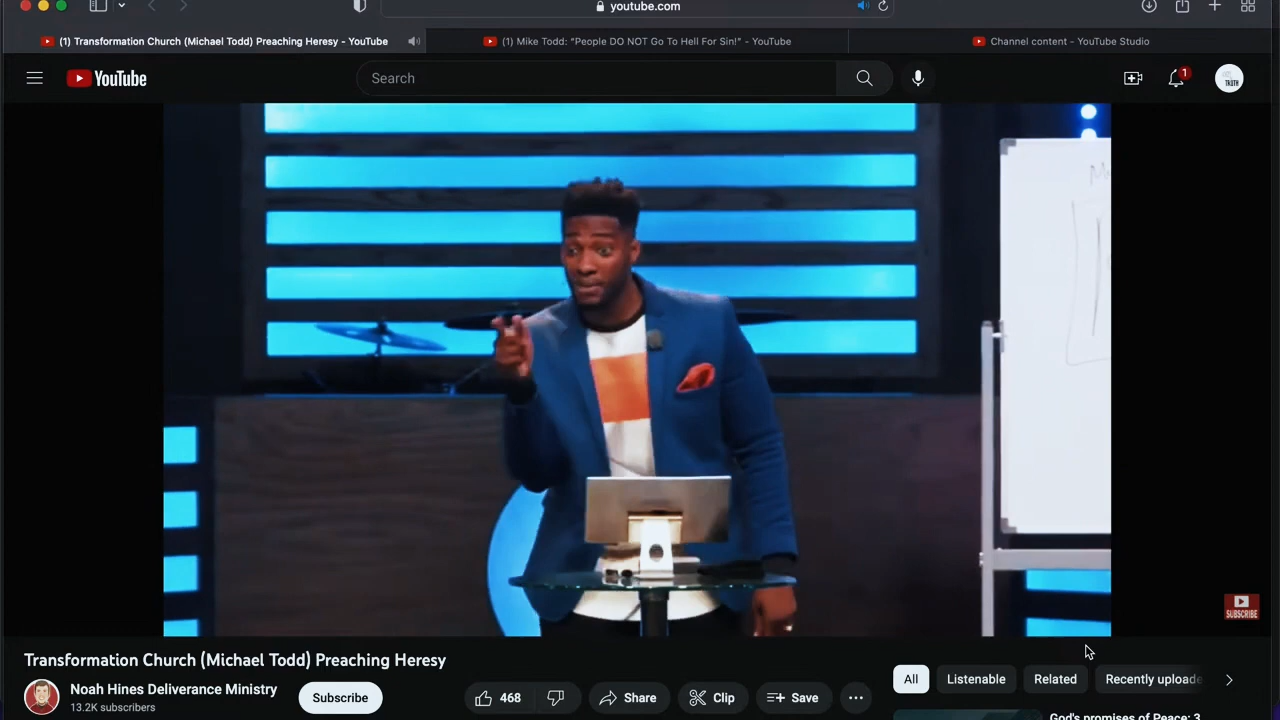 youtube.com
(1) Transformation Church (Michael Todd) Preaching Heresy - YouTube
(1) Mike Todd: “People DO NOT Go To Hell For Sin!” - YouTube
Channel content - YouTube Studio
YouTube
Search
1
TRUTH
SUBSCRIBE
Transformation Church (Michael Todd) Preaching Heresy
Noah Hines Deliverance Ministry
13.2K subscribers
Subscribe
468
Share
Clip
Save
All
Listenable
Related
Recently uploade
God's promises of Peace: 3